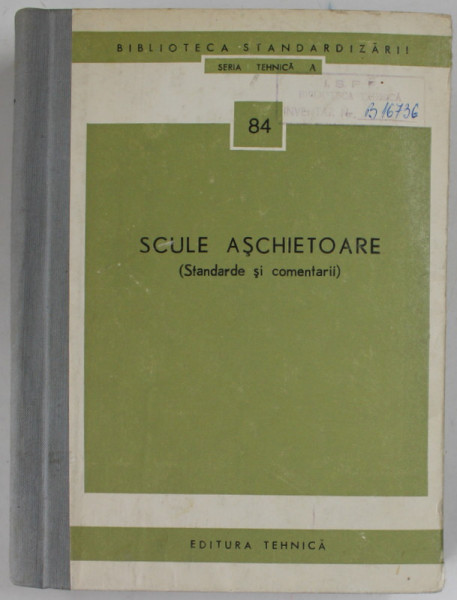 BIBLIOTECA STANDARDIZĂRII
SERIA TEHNICĂ A
B 16736
84
SCULE AŞCHIETOARE
(Standarde şi comentarii)
EDITURA TEHNICĂ